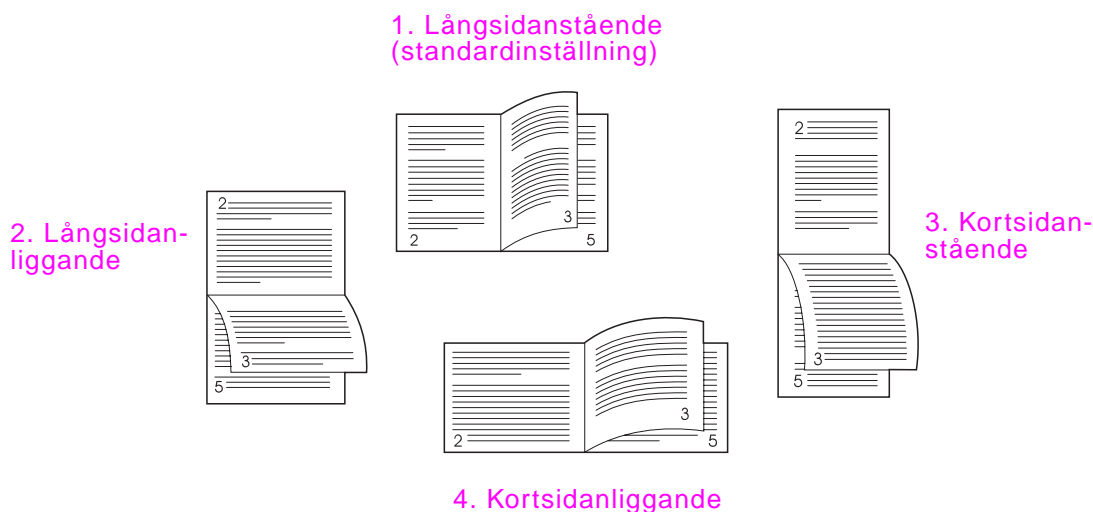 1. Långsidanstående
(standardinställning)
2
3
5
2. Långsidan-
liggande
2
3
5
3. Kortsidan-
stående
2
3
5
2
3
5
4. Kortsidanliggande